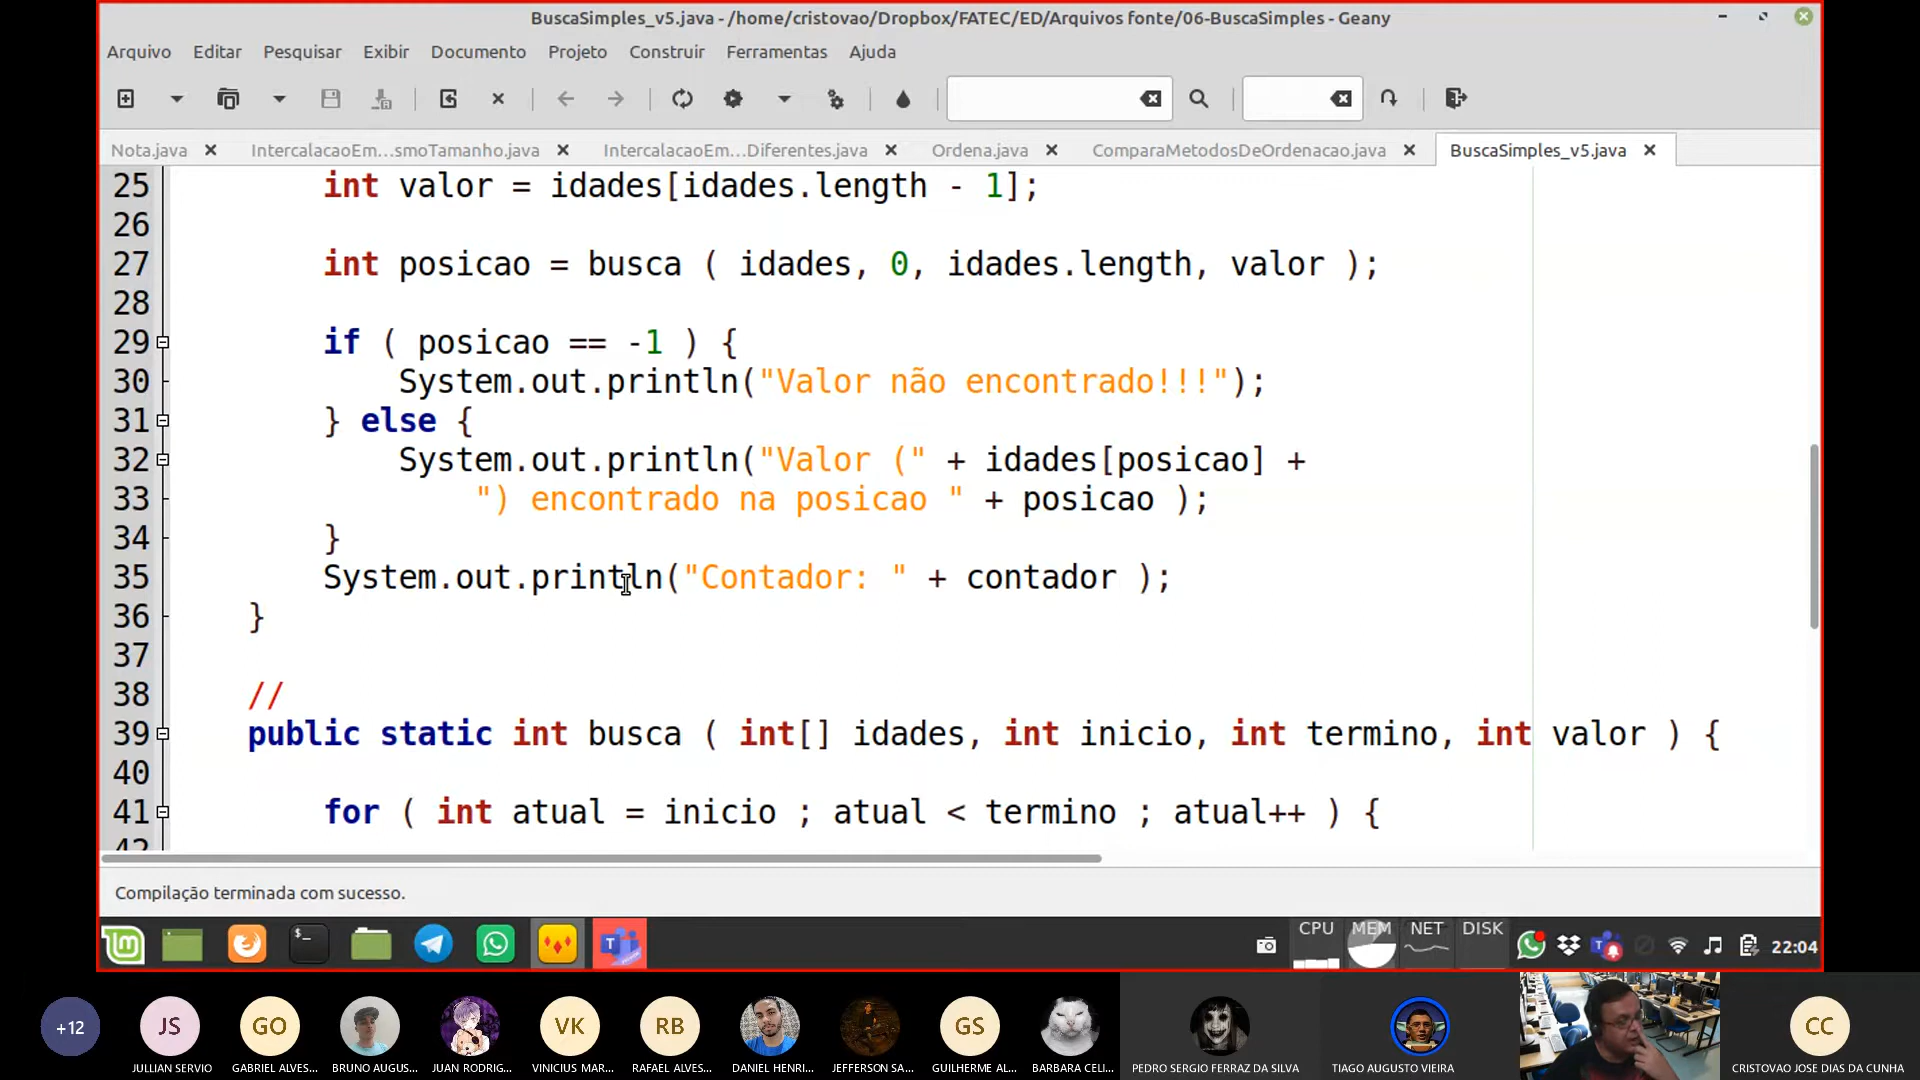 BuscaSimples_v5.java - /home/cristovao/Dropbox/FATEC/ED/Arquivos fonte/06-BuscaSimples - Geany
Arquivo Editar Pesquisar Exibir Documento Projeto Construir Ferramentas Ajuda
Nota.java IntercalacaoEm...smoTamanho.java IntercalacaoEm...Diferentes.java Ordena.java ComparaMetodosDeOrdenacao.java BuscaSimples_v5.java
25 int valor = idades[idades.length - 1];
26
27 int posicao = busca ( idades, 0, idades.length, valor );
28
29 if ( posicao == -1 ) {
30 System.out.println("Valor não encontrado!!!");
31 } else {
32 System.out.println("Valor (" + idades[posicao] +
33 ") encontrado na posicao " + posicao );
34 }
35 System.out.println("Contador: " + contador );
36 }
37
38 //
39 public static int busca ( int[] idades, int inicio, int termino, int valor ) {
40
41 for ( int atual = inicio ; atual < termino ; atual++ ) {
42
Compilação terminada com sucesso.
CPU MEM NET DISK 22:04
+12 JS GO VK RB GS CC
JULLIAN SERVIO GABRIEL ALVES... BRUNO AUGUS... JUAN RODRIG... VINICIUS MAR... RAFAEL ALVES... DANIEL HENRI... JEFFERSON SA... GUILHERME AL... BARBARA CELI... PEDRO SERGIO FERRAZ DA SILVA TIAGO AUGUSTO VIEIRA CRISTOVAO JOSE DIAS DA CUNHA